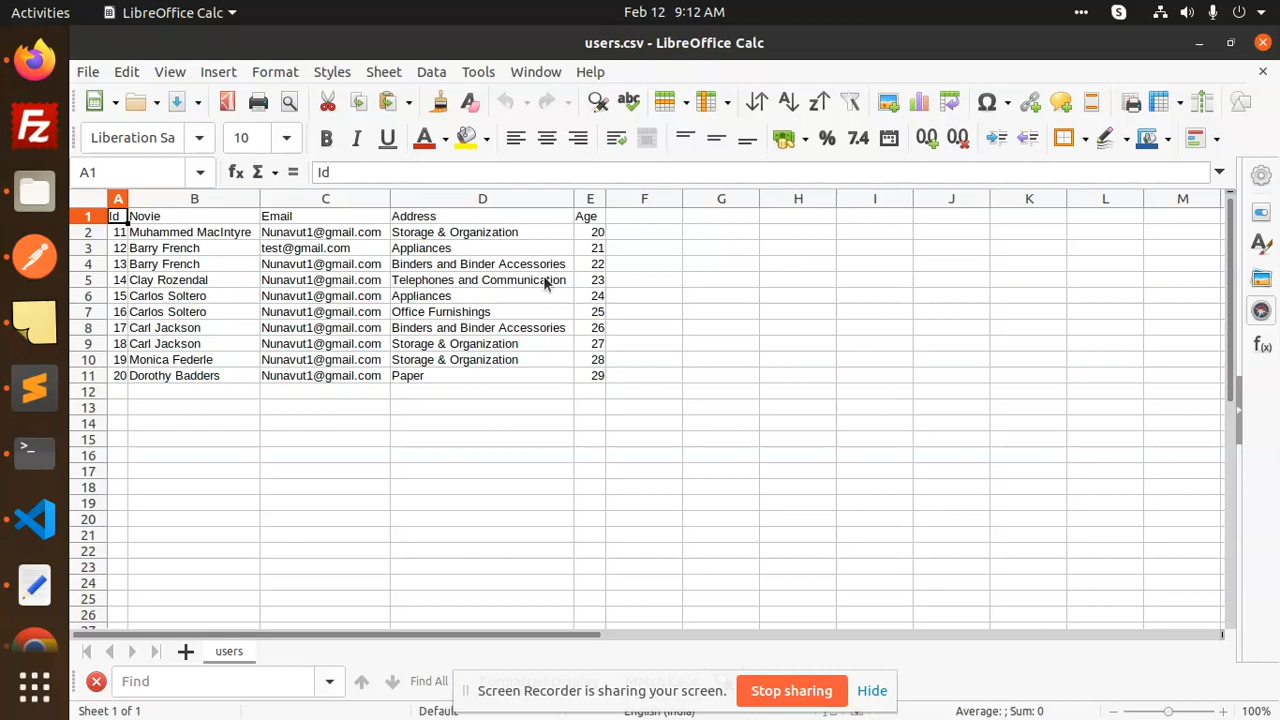 Activities LibreOffice Calc Feb 12 9:12 AM
users.csv - LibreOffice Calc
File Edit View Insert Format Styles Sheet Data Tools Window Help
Liberation Sa 10
A1 Id
A B C D E F G H I J K L M
1 Id Novie Email Address Age
2 11 Muhammed MacIntyre Nunavut1@gmail.com Storage & Organization 20
3 12 Barry French test@gmail.com Appliances 21
4 13 Barry French Nunavut1@gmail.com Binders and Binder Accessories 22
5 14 Clay Rozendal Nunavut1@gmail.com Telephones and Communication 23
6 15 Carlos Soltero Nunavut1@gmail.com Appliances 24
7 16 Carlos Soltero Nunavut1@gmail.com Office Furnishings 25
8 17 Carl Jackson Nunavut1@gmail.com Binders and Binder Accessories 26
9 18 Carl Jackson Nunavut1@gmail.com Storage & Organization 27
10 19 Monica Federle Nunavut1@gmail.com Storage & Organization 28
11 20 Dorothy Badders Nunavut1@gmail.com Paper 29
12
13
14
15
16
17
18
19
20
21
22
23
24
25
26
users
Find Find All
Screen Recorder is sharing your screen. Stop sharing Hide
Sheet 1 of 1 Default English (India) Average: ; Sum: 0 100%